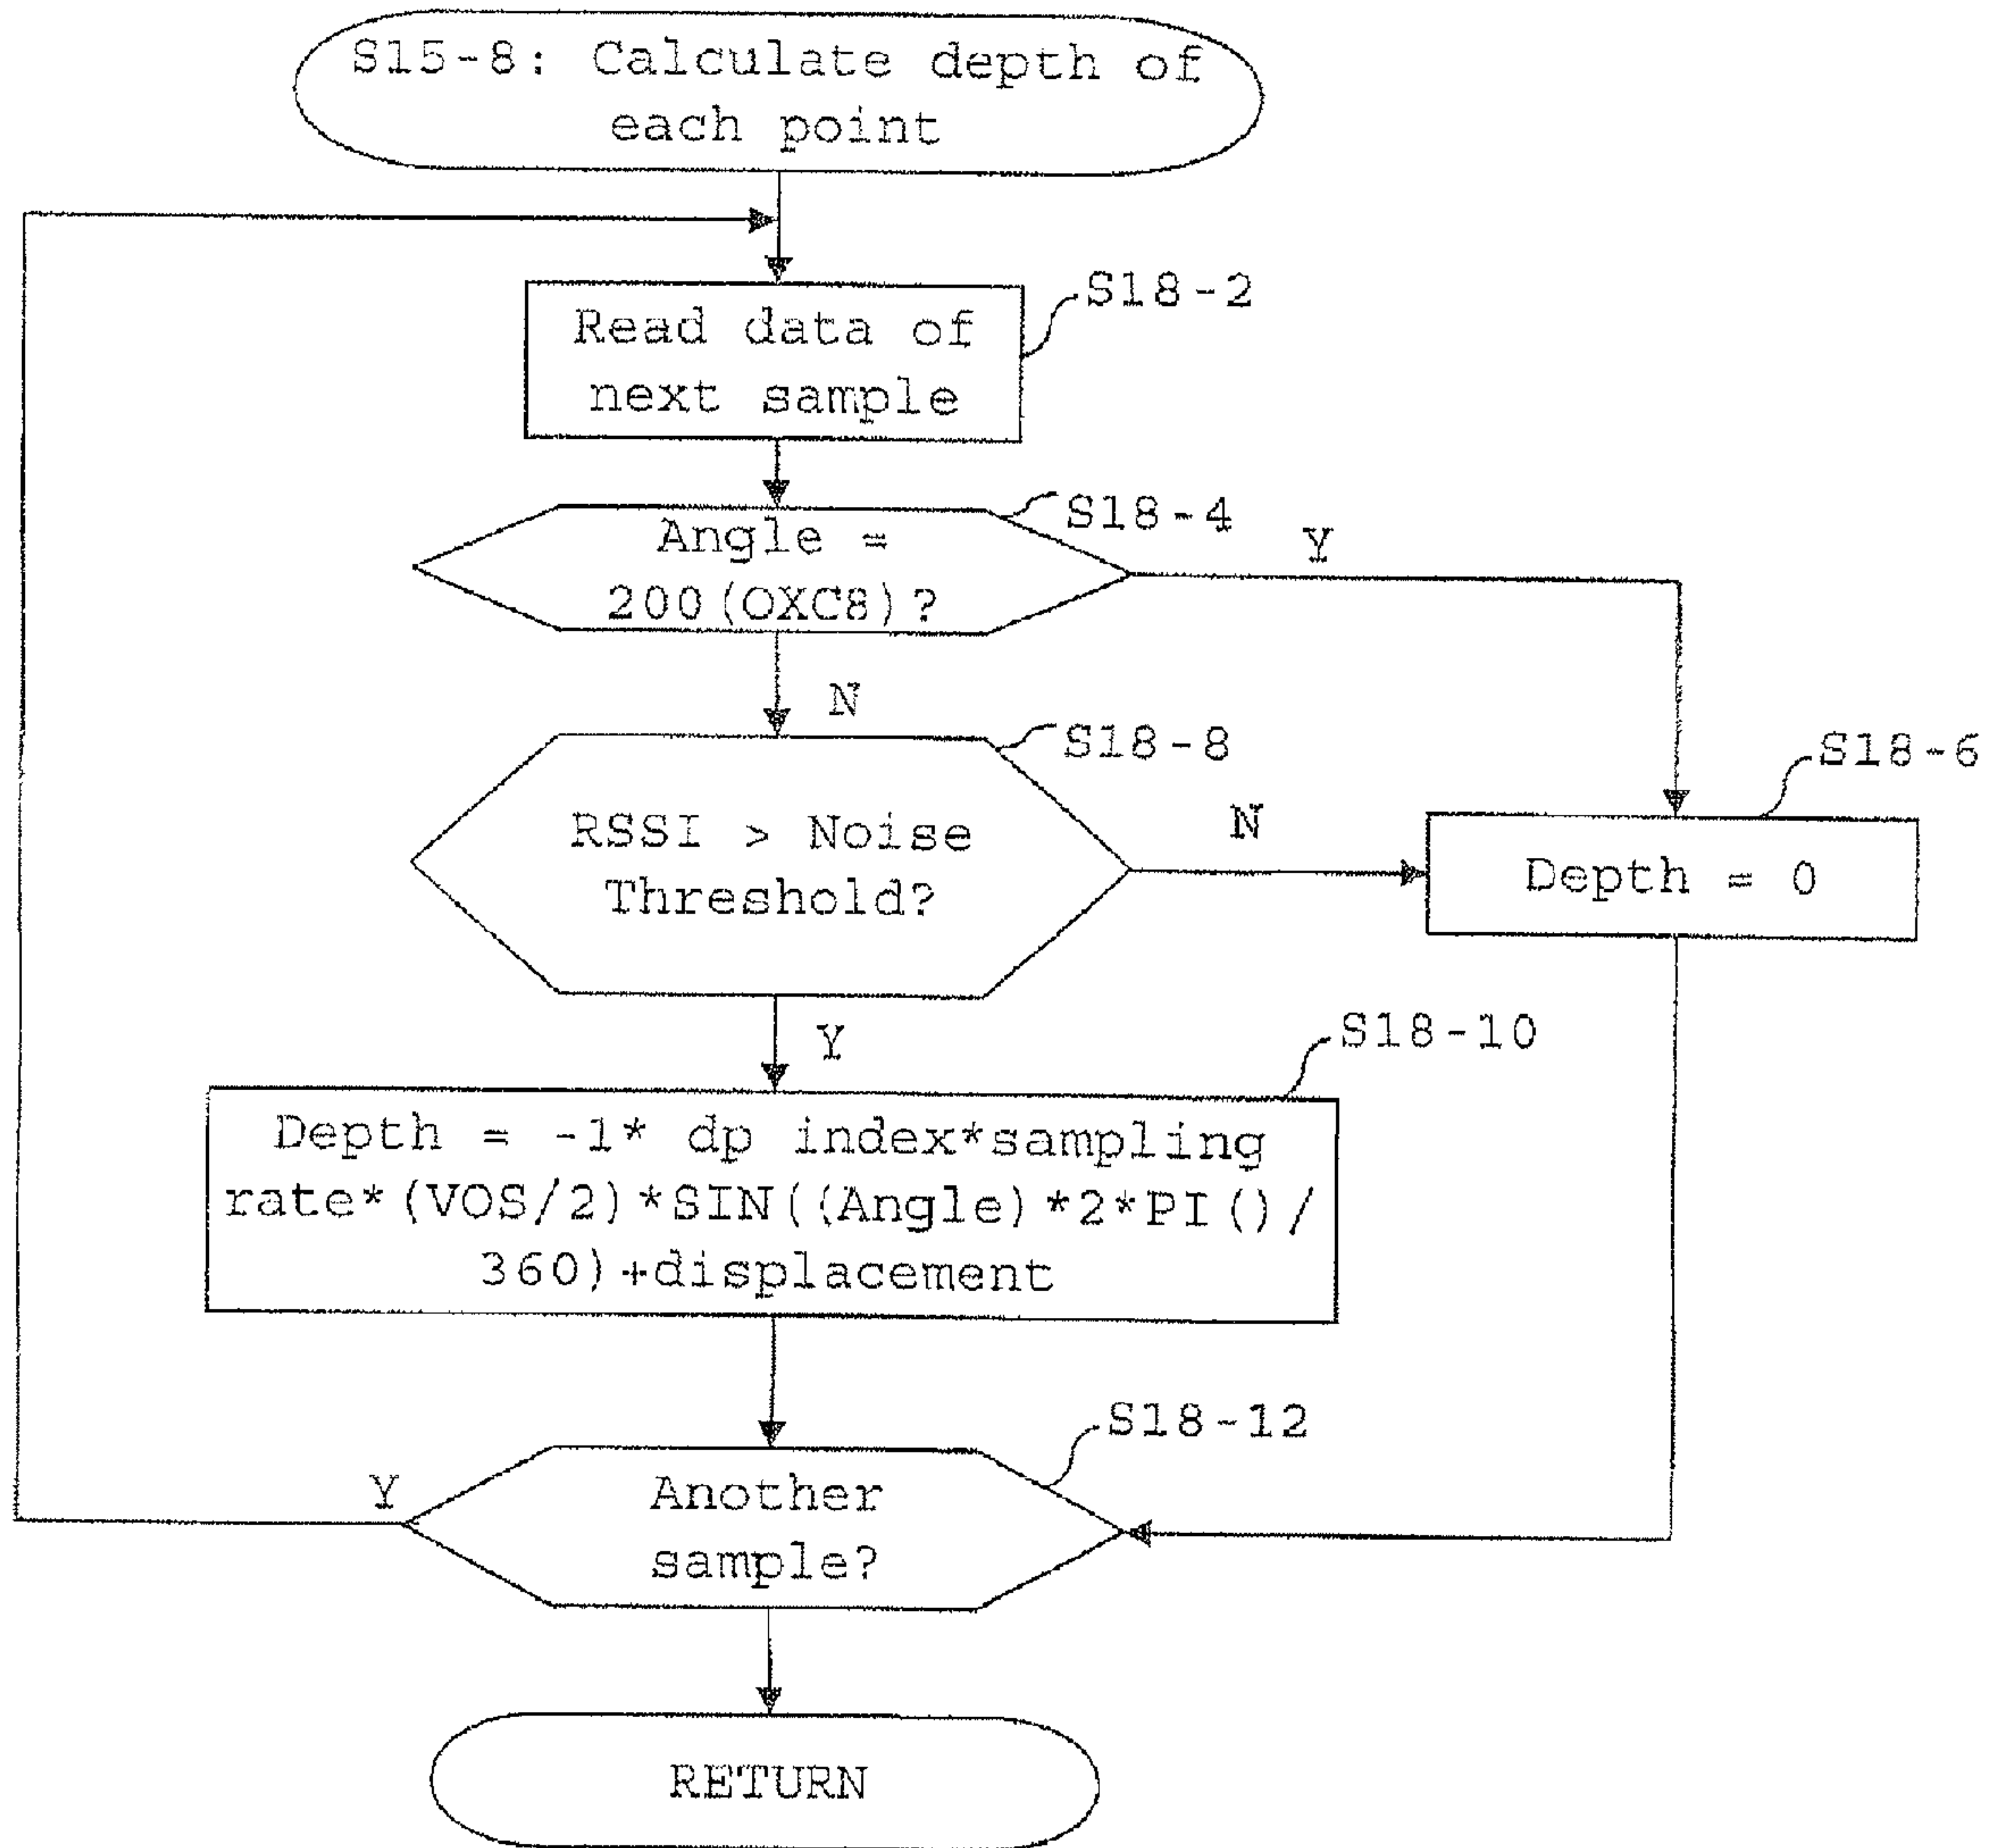 S15-8: Calculate depth of
each point
S18-2
Read data of
next sample
S18-4
Angle =
200(OXC8)?
Y
N
S18-8
RSSI > Noise
Threshold?
N
S18-6
Depth = 0
Y
S18-10
Depth = -1* dp index*sampling
rate*(VOS/2)*SIN((Angle)*2*PI()/
360)+displacement
S18-12
Another
sample?
Y
RETURN